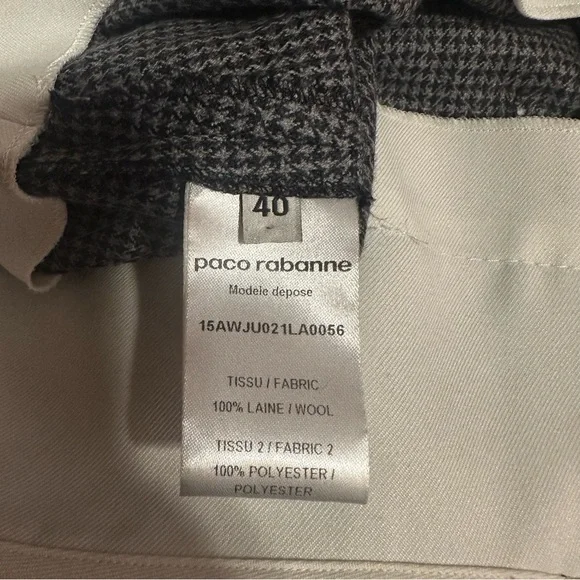 40
paco rabanne
Modele depose
15AWJU021LA0056
TISSU / FABRIC
100% LAINE / WOOL
TISSU 2 / FABRIC 2
100% POLYESTER /
POLYESTER